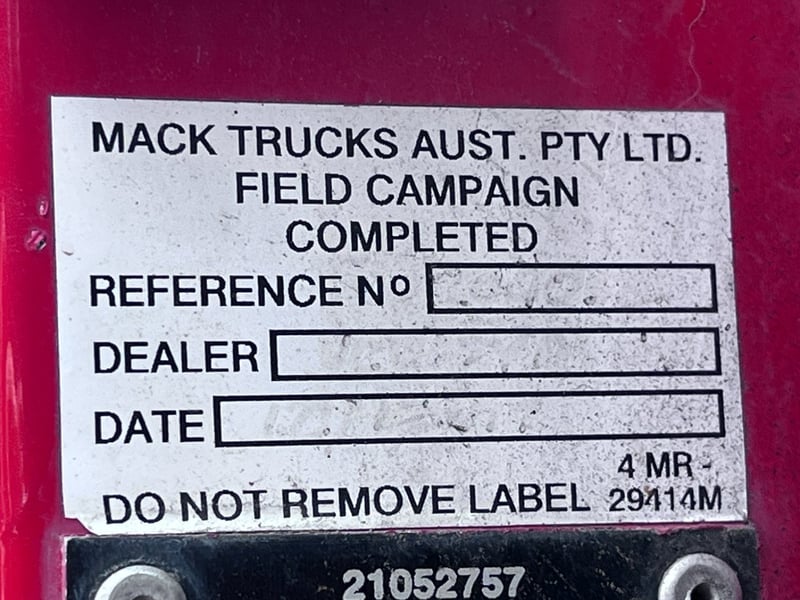 MACK TRUCKS AUST. PTY LTD.
FIELD CAMPAIGN
COMPLETED
REFERENCE Nº
DEALER
DATE
4 MR -
DO NOT REMOVE LABEL 29414M
21052757